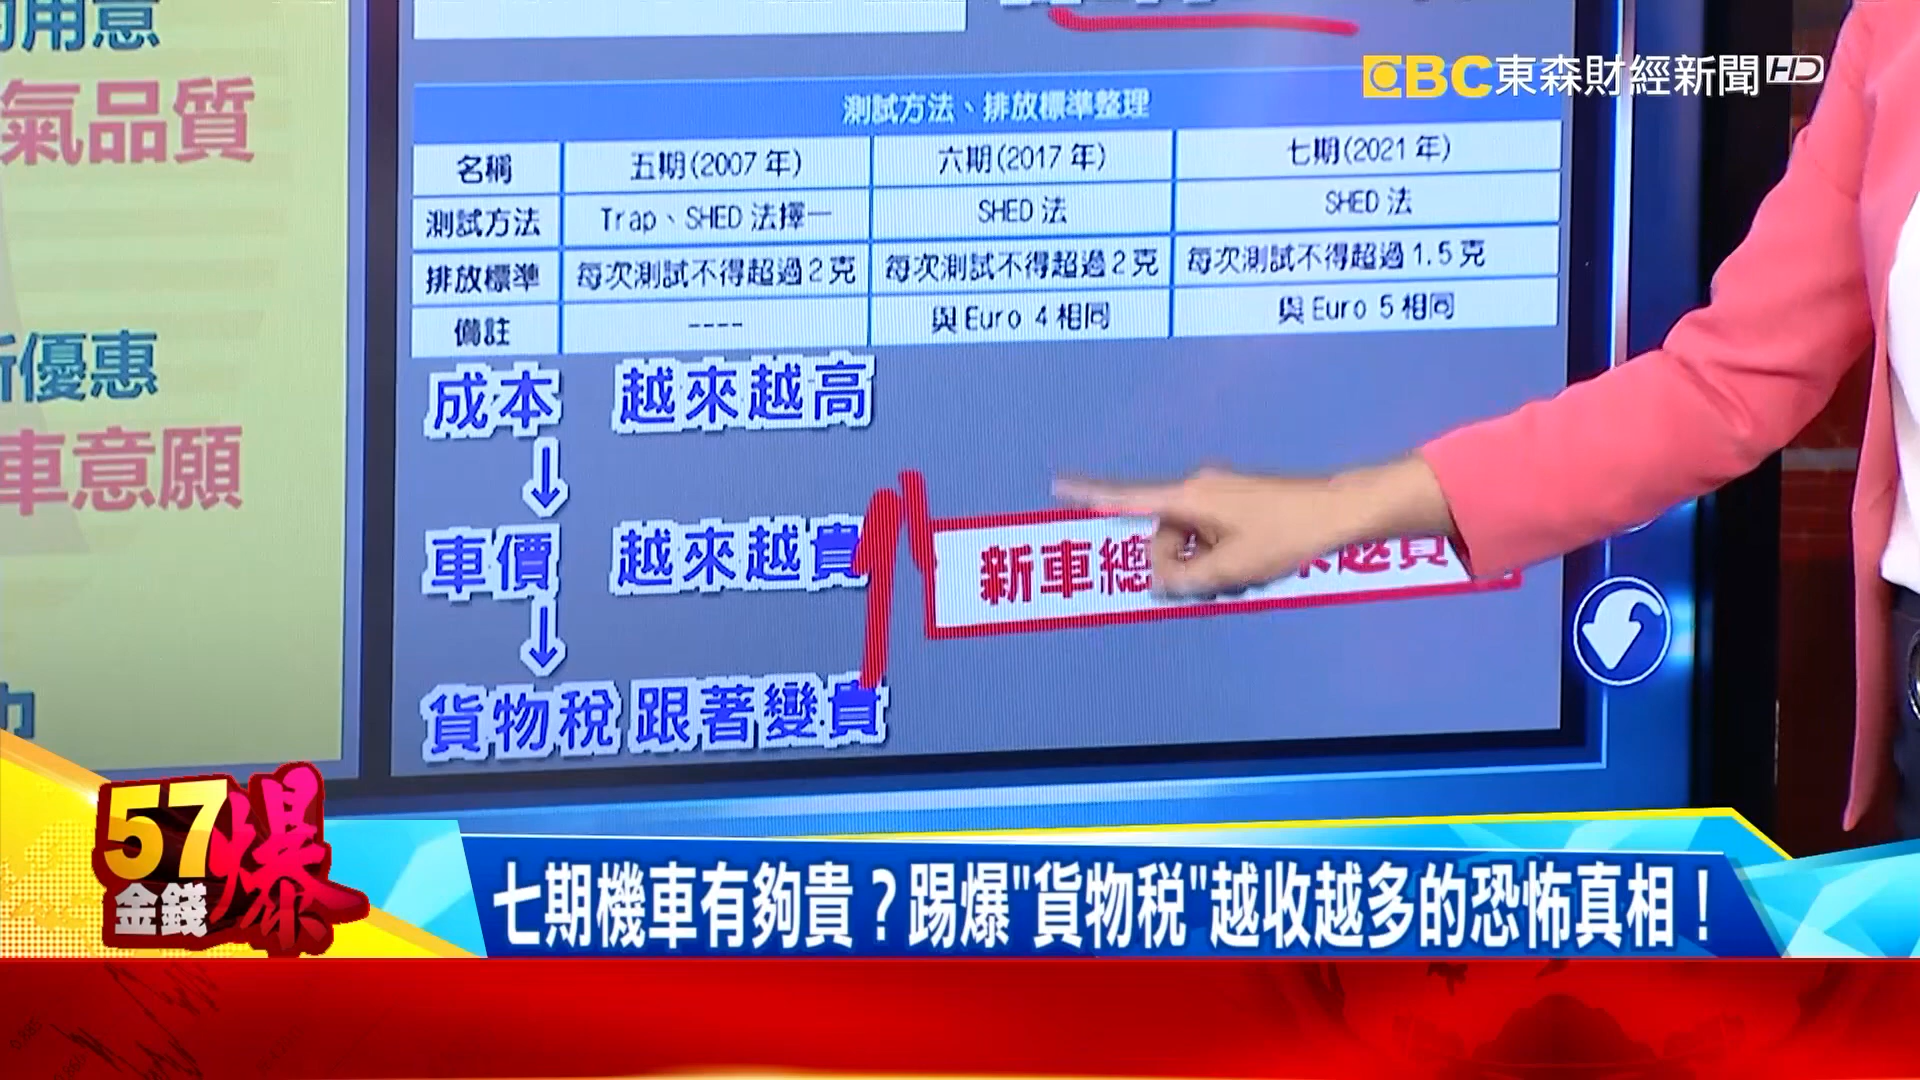 用意
氣品質
優惠
車意願
EBC東森財經新聞HD
測試方法、排放標準整理
名稱 五期(2007年) 六期(2017年) 七期(2021年)
測試方法 Trap、SHED法擇一 SHED法 SHED法
排放標準 每次測試不得超過2克 每次測試不得超過2克 每次測試不得超過1.5克
備註 ---- 與Euro 4相同 與Euro 5相同
成本 越來越高
↓
車價 越來越貴
新車總
越貴
↓
貨物稅 跟著變貴
57爆
金錢
七期機車有夠貴？踢爆"貨物稅"越收越多的恐怖真相！